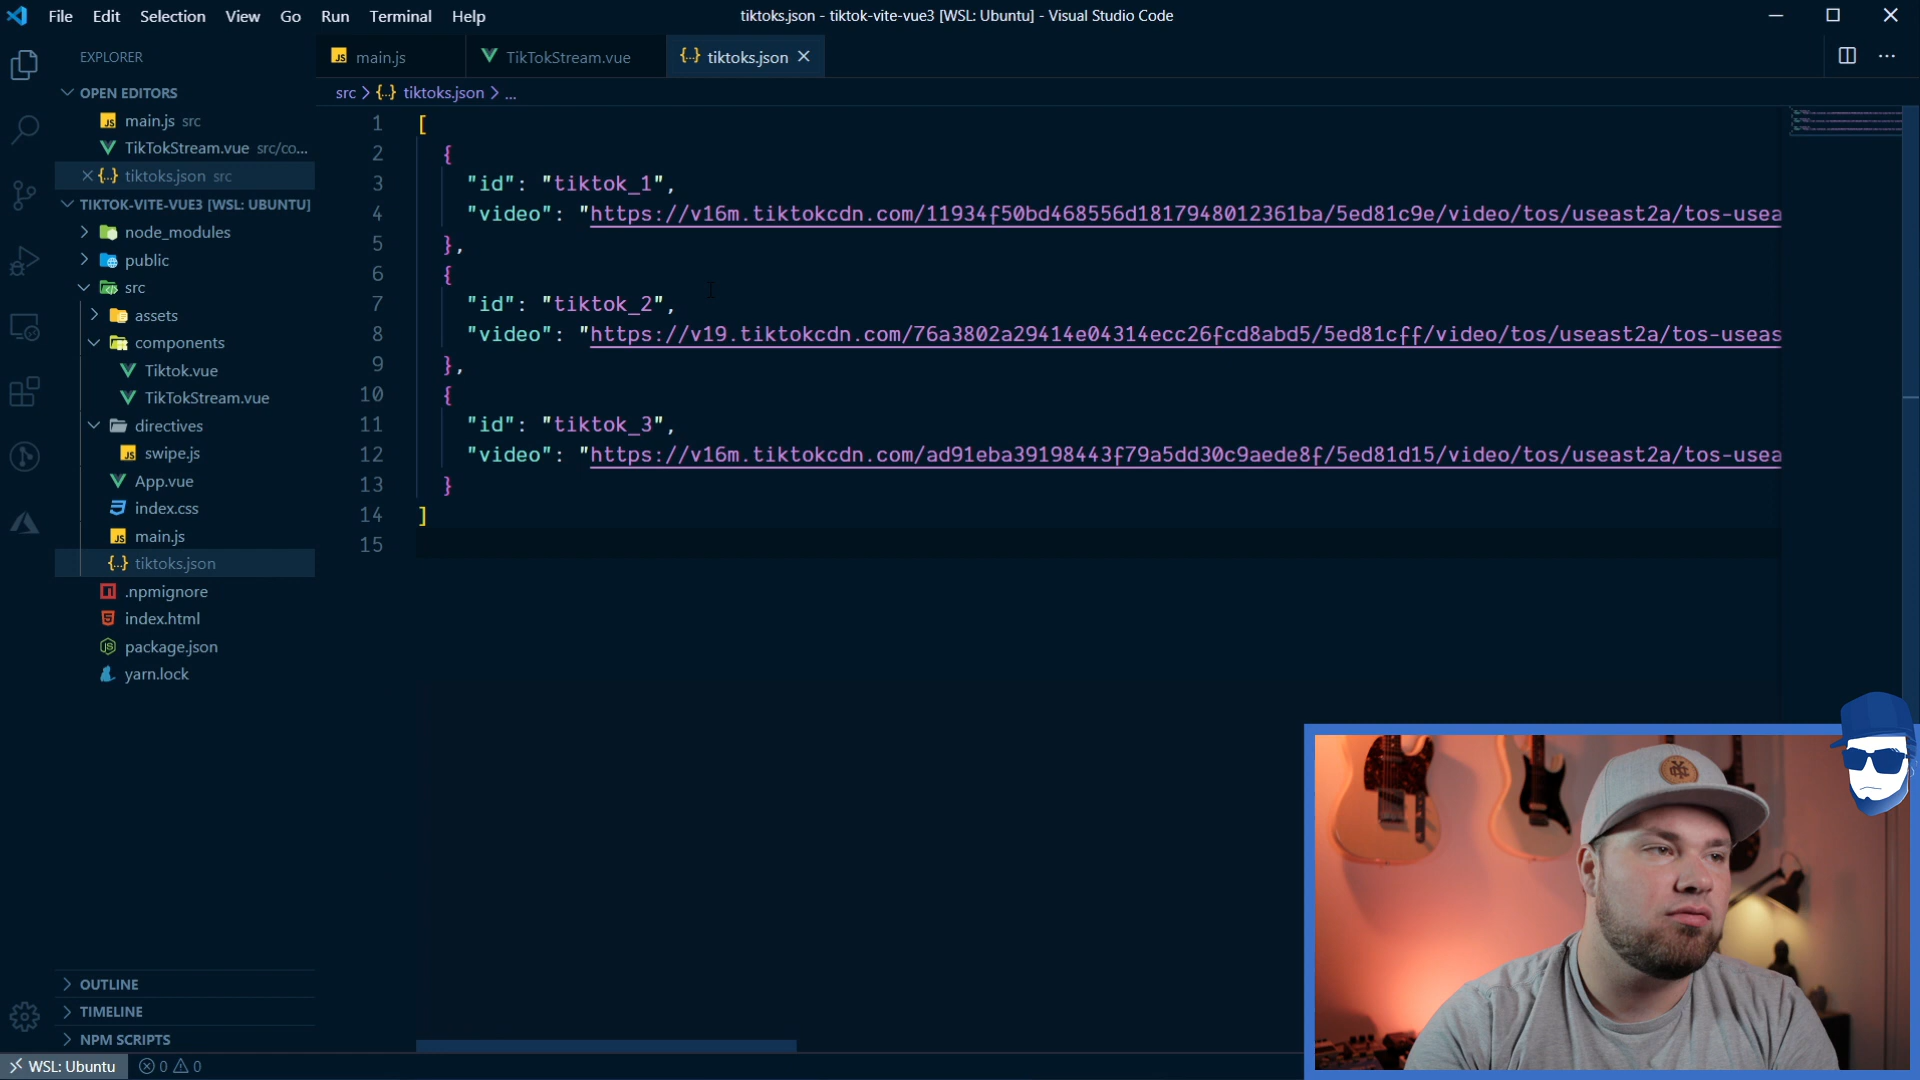 File Edit Selection View Go Run Terminal Help
tiktoks.json - tiktok-vite-vue3 [WSL: Ubuntu] - Visual Studio Code
EXPLORER
OPEN EDITORS
main.js src
TikTokStream.vue src/co...
tiktoks.json src
TIKTOK-VITE-VUE3 [WSL: UBUNTU]
node_modules
public
src
assets
components
Tiktok.vue
TikTokStream.vue
directives
swipe.js
App.vue
index.css
main.js
tiktoks.json
.npmignore
index.html
package.json
yarn.lock
OUTLINE
TIMELINE
NPM SCRIPTS
main.js
TikTokStream.vue
tiktoks.json
src > {..} tiktoks.json > ...
1 [
2 {
3 "id": "tiktok_1",
4 "video": "https://v16m.tiktokcdn.com/11934f50bd468556d1817948012361ba/5ed81c9e/video/tos/useast2a/tos-usea
5 },
6 {
7 "id": "tiktok_2",
8 "video": "https://v19.tiktokcdn.com/76a3802a29414e04314ecc26fcd8abd5/5ed81cff/video/tos/useast2a/tos-useas
9 },
10 {
11 "id": "tiktok_3",
12 "video": "https://v16m.tiktokcdn.com/ad91eba39198443f79a5dd30c9aede8f/5ed81d15/video/tos/useast2a/tos-usea
13 }
14 ]
15
WSL: Ubuntu 0 0